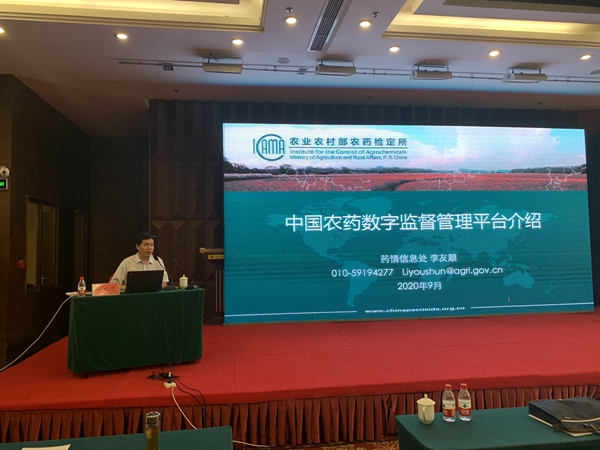 ICAMA
农业农村部农药检定所
Institute for the Control of Agrochemicals
Ministry of Agriculture and Rural Affairs, P. R. China
中国农药数字监督管理平台介绍
药情信息处 李友顺
010-59194277 Liyoushun@agri.gov.cn
2020年9月
www.chinapesticide.org.cn